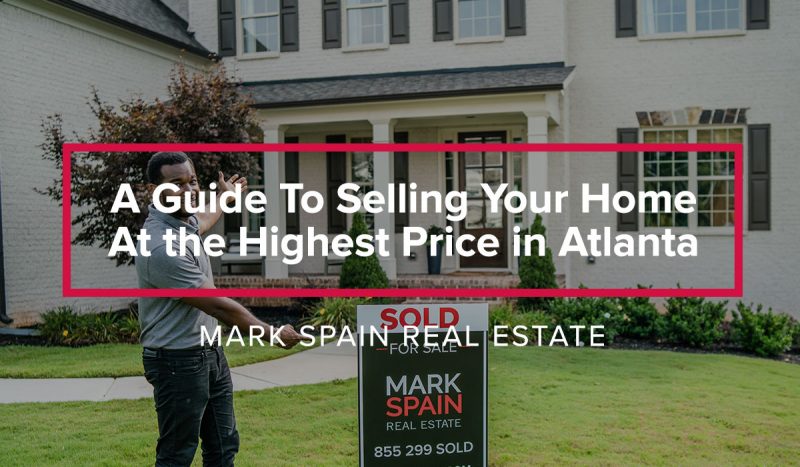 A Guide To Selling Your Home
At the Highest Price in Atlanta
MARK SPAIN REAL ESTATE
SOLD
FOR SALE
MARK
SPAIN
REAL ESTATE
855 299 SOLD